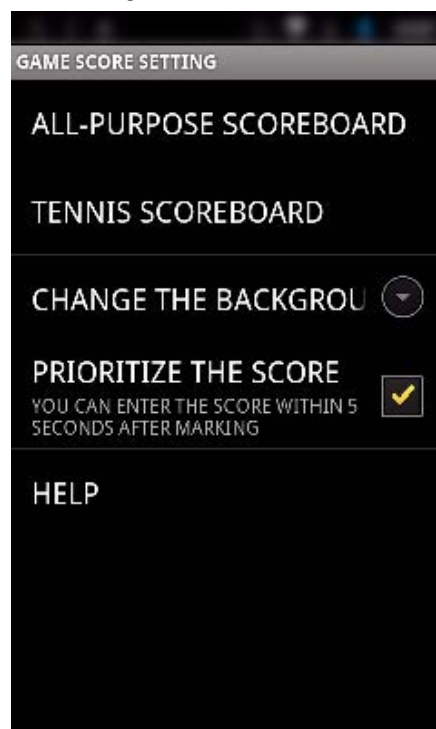 GAME SCORE SETTING
ALL-PURPOSE SCOREBOARD
TENNIS SCOREBOARD
CHANGE THE BACKGROU
PRIORITIZE THE SCORE
YOU CAN ENTER THE SCORE WITHIN 5
SECONDS AFTER MARKING
HELP